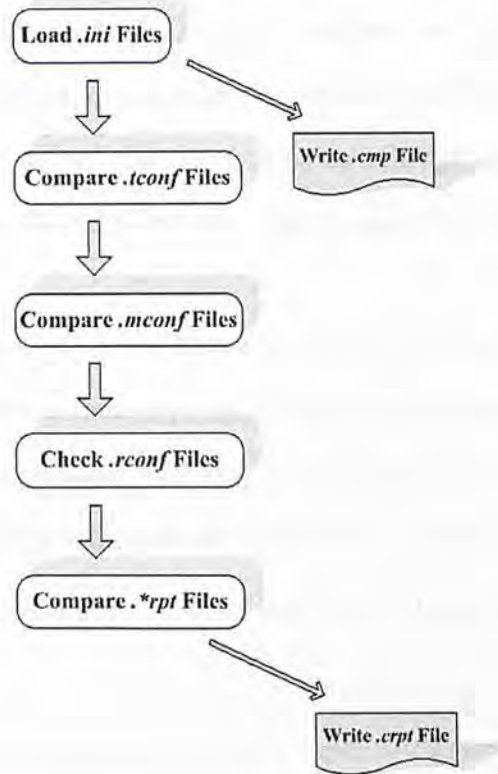 Load .ini Files
Write .cmp File
Compare .tconf Files
Compare .mconf Files
Check .rconf Files
Compare .*rpt Files
Write .crpt File